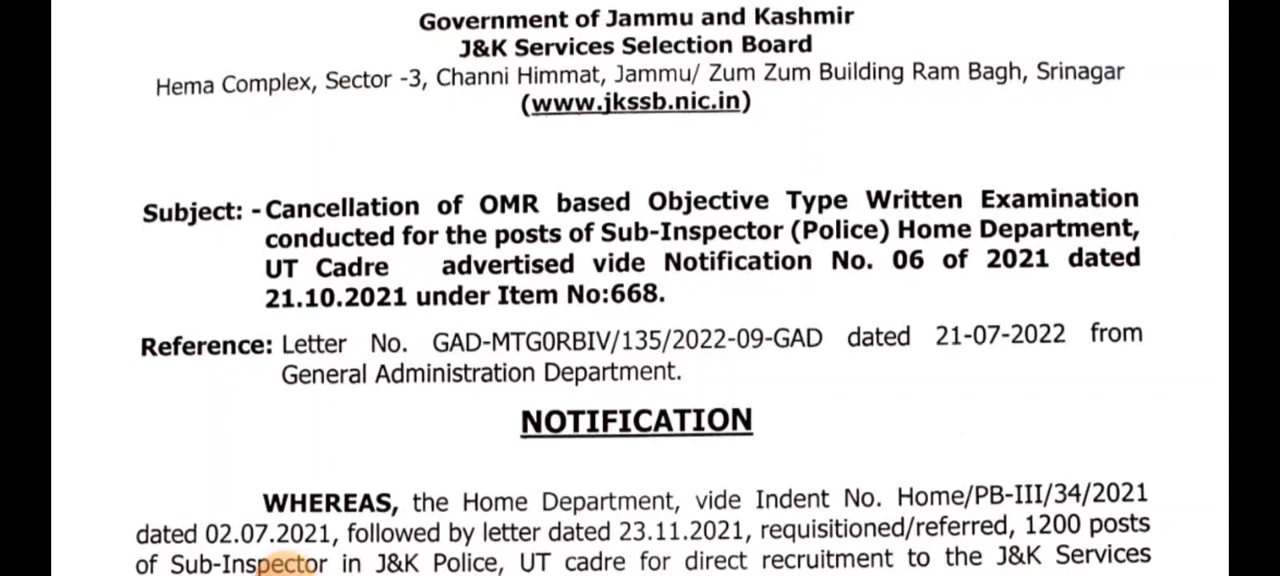 Government of Jammu and Kashmir
J&K Services Selection Board
Hema Complex, Sector -3, Channi Himmat, Jammu/ Zum Zum Building Ram Bagh, Srinagar
(www.jkssb.nic.in)
Subject: - Cancellation of OMR based Objective Type Written Examination
conducted for the posts of Sub-Inspector (Police) Home Department,
UT Cadre advertised vide Notification No. 06 of 2021 dated
21.10.2021 under Item No:668.
Reference: Letter No. GAD-MTG0RBIV/135/2022-09-GAD dated 21-07-2022 from
General Administration Department.
NOTIFICATION
WHEREAS, the Home Department, vide Indent No. Home/PB-III/34/2021
dated 02.07.2021, followed by letter dated 23.11.2021, requisitioned/referred, 1200 posts
of Sub-Inspector in J&K Police, UT cadre for direct recruitment to the J&K Services